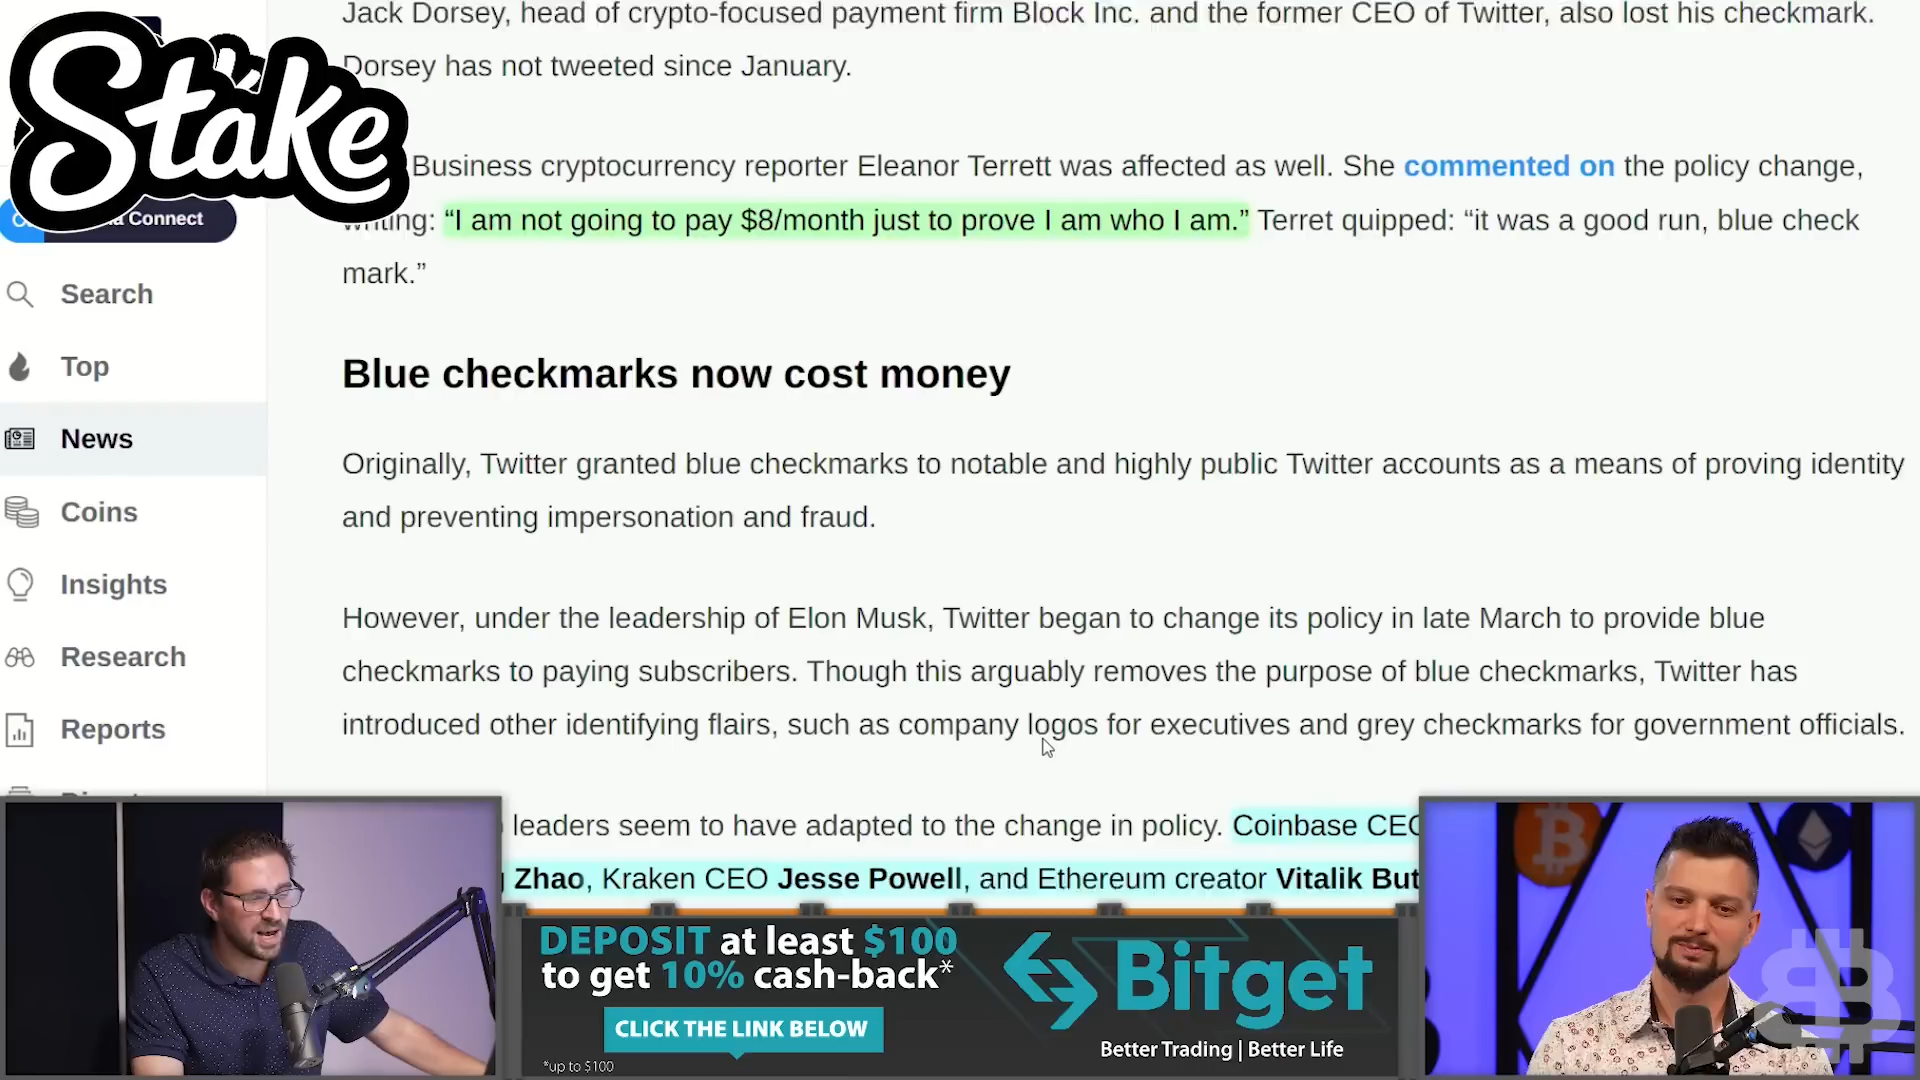 Jack Dorsey, head of crypto-focused payment firm Block Inc. and the former CEO of Twitter, also lost his checkmark.
Dorsey has not tweeted since January.
Stake
Business cryptocurrency reporter Eleanor Terrett was affected as well. She commented on the policy change,
writing: “I am not going to pay $8/month just to prove I am who I am.” Terret quipped: “it was a good run, blue check
mark.”
Connect
Search
Top
News
Coins
Insights
Research
Reports
Blue checkmarks now cost money
Originally, Twitter granted blue checkmarks to notable and highly public Twitter accounts as a means of proving identity
and preventing impersonation and fraud.
However, under the leadership of Elon Musk, Twitter began to change its policy in late March to provide blue
checkmarks to paying subscribers. Though this arguably removes the purpose of blue checkmarks, Twitter has
introduced other identifying flairs, such as company logos for executives and grey checkmarks for government officials.
leaders seem to have adapted to the change in policy. Coinbase CEO
Zhao, Kraken CEO Jesse Powell, and Ethereum creator Vitalik But
DEPOSIT at least $100
to get 10% cash-back*
CLICK THE LINK BELOW
*up to $100
Bitget
Better Trading | Better Life